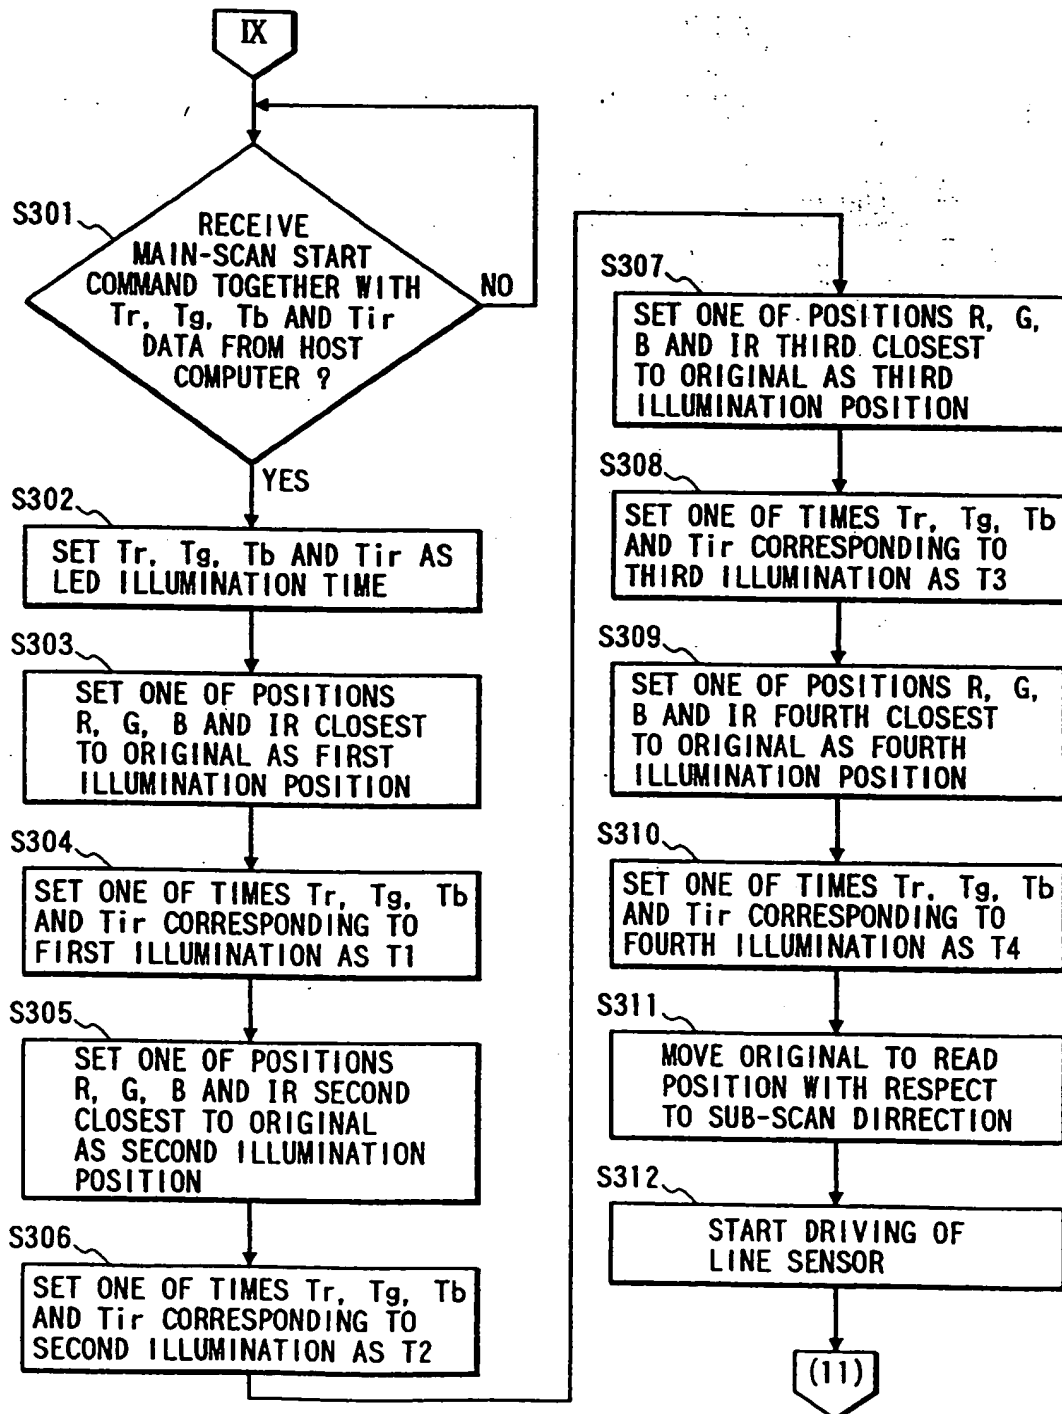 IX
S301
RECEIVE
MAIN-SCAN START
COMMAND TOGETHER WITH
Tr, Tg, Tb AND Tir
DATA FROM HOST
COMPUTER ?
NO
YES
S302
SET Tr, Tg, Tb AND Tir AS
LED ILLUMINATION TIME
S303
SET ONE OF POSITIONS
R, G, B AND IR CLOSEST
TO ORIGINAL AS FIRST
ILLUMINATION POSITION
S304
SET ONE OF TIMES Tr, Tg, Tb
AND Tir CORRESPONDING TO
FIRST ILLUMINATION AS T1
S305
SET ONE OF POSITIONS
R, G, B AND IR SECOND
CLOSEST TO ORIGINAL
AS SECOND ILLUMINATION
POSITION
S306
SET ONE OF TIMES Tr, Tg, Tb
AND Tir CORRESPONDING TO
SECOND ILLUMINATION AS T2
S307
SET ONE OF POSITIONS R, G,
B AND IR THIRD CLOSEST
TO ORIGINAL AS THIRD
ILLUMINATION POSITION
S308
SET ONE OF TIMES Tr, Tg, Tb
AND Tir CORRESPONDING TO
THIRD ILLUMINATION AS T3
S309
SET ONE OF POSITIONS R, G,
B AND IR FOURTH CLOSEST
TO ORIGINAL AS FOURTH
ILLUMINATION POSITION
S310
SET ONE OF TIMES Tr, Tg, Tb
AND Tir CORRESPONDING TO
FOURTH ILLUMINATION AS T4
S311
MOVE ORIGINAL TO READ
POSITION WITH RESPECT
TO SUB-SCAN DIRRECTION
S312
START DRIVING OF
LINE SENSOR
(11)